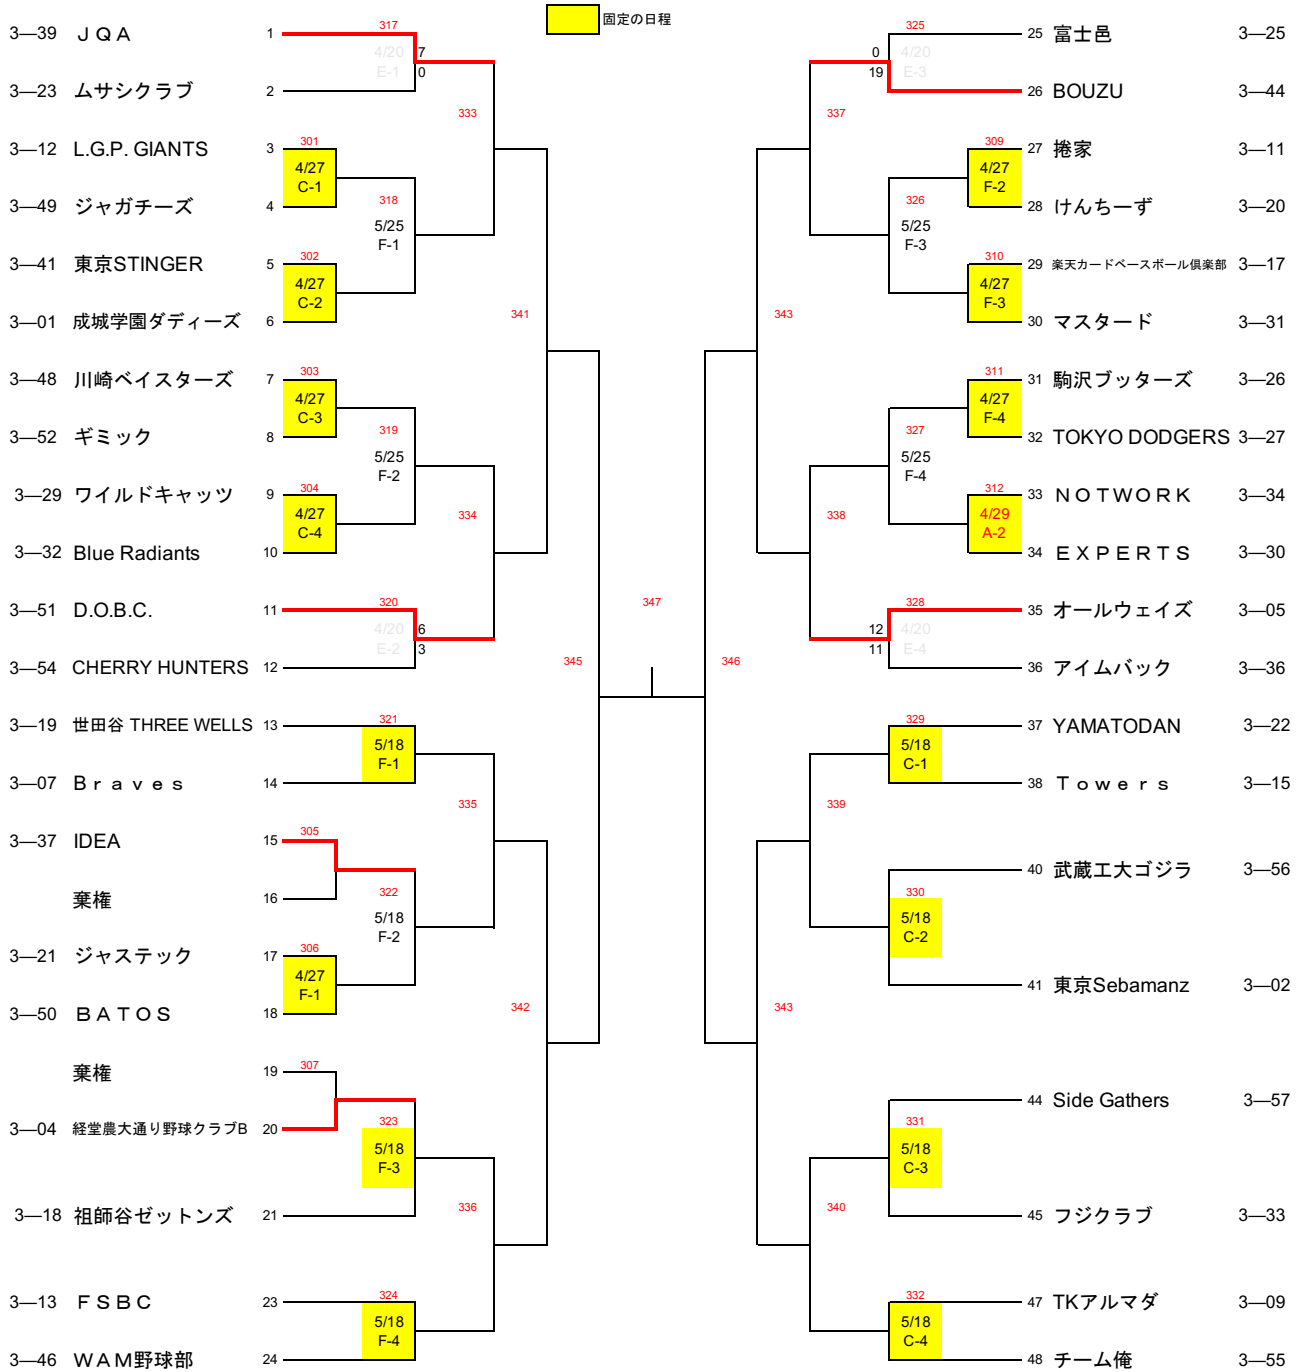 固定の日程
3—39 ＪＱＡ 1
317
4/20 7
E-1 0
3—23 ムサシクラブ 2
333
3—12 L.G.P. GIANTS 3
301
4/27
C-1
3—49 ジャガチーズ 4
318
5/25
F-1
3—41 東京STINGER 5
302
4/27
C-2
3—01 成城学園ダディーズ 6
341
3—48 川崎ベイスターズ 7
303
4/27
C-3
3—52 ギミック 8
319
5/25
F-2
3—29 ワイルドキャッツ 9
304
4/27
C-4
3—32 Blue Radiants 10
334
3—51 D.O.B.C. 11
320
4/20 6
E-2 3
3—54 CHERRY HUNTERS 12
345
3—19 世田谷 THREE WELLS 13
321
5/18
F-1
3—07 Ｂｒａｖｅｓ 14
335
3—37 IDEA 15
305
棄権 16
322
5/18
F-2
3—21 ジャステック 17
306
4/27
F-1
3—50 ＢＡＴＯＳ 18
342
棄権 19
307
3—04 経堂農大通り野球クラブB 20
323
5/18
F-3
3—18 祖師谷ゼットンズ 21
336
3—13 ＦＳＢＣ 23
324
5/18
F-4
3—46 ＷＡＭ野球部 24
347
325
25 富士邑 3—25
0 4/20
19 E-3
26 BOUZU 3—44
337
309
27 捲家 3—11
4/27
F-2
28 けんちーず 3—20
326
5/25
F-3
310
29 楽天カードベースボール倶楽部 3—17
4/27
F-3
30 マスタード 3—31
343
311
31 駒沢ブッターズ 3—26
4/27
F-4
32 TOKYO DODGERS 3—27
327
5/25
F-4
312
33 ＮＯＴＷＯＲＫ 3—34
4/29
A-2
34 ＥＸＰＥＲＴＳ 3—30
338
328
35 オールウェイズ 3—05
12 4/20
11 E-4
36 アイムバック 3—36
346
329
37 YAMATODAN 3—22
5/18
C-1
38 Ｔｏｗｅｒｓ 3—15
339
40 武蔵工大ゴジラ 3—56
330
5/18
C-2
41 東京Sebamanz 3—02
343
44 Side Gathers 3—57
331
5/18
C-3
45 フジクラブ 3—33
340
332
47 TKアルマダ 3—09
5/18
C-4
48 チーム俺 3—55